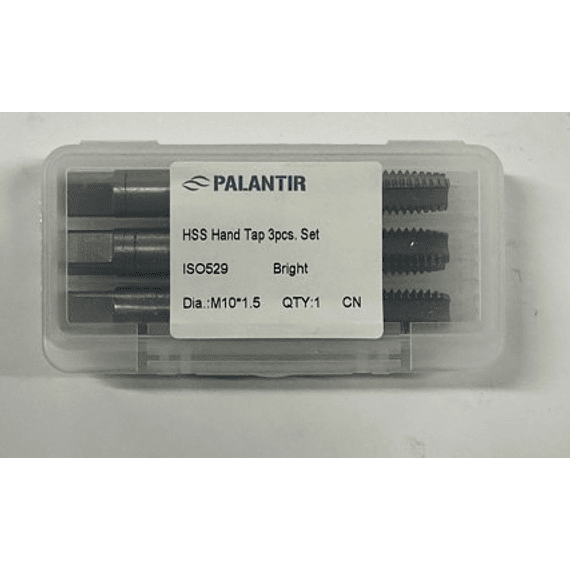 PALANTIR
HSS Hand Tap 3pcs. Set
ISO529 Bright
Dia.:M10*1.5 QTY:1 CN